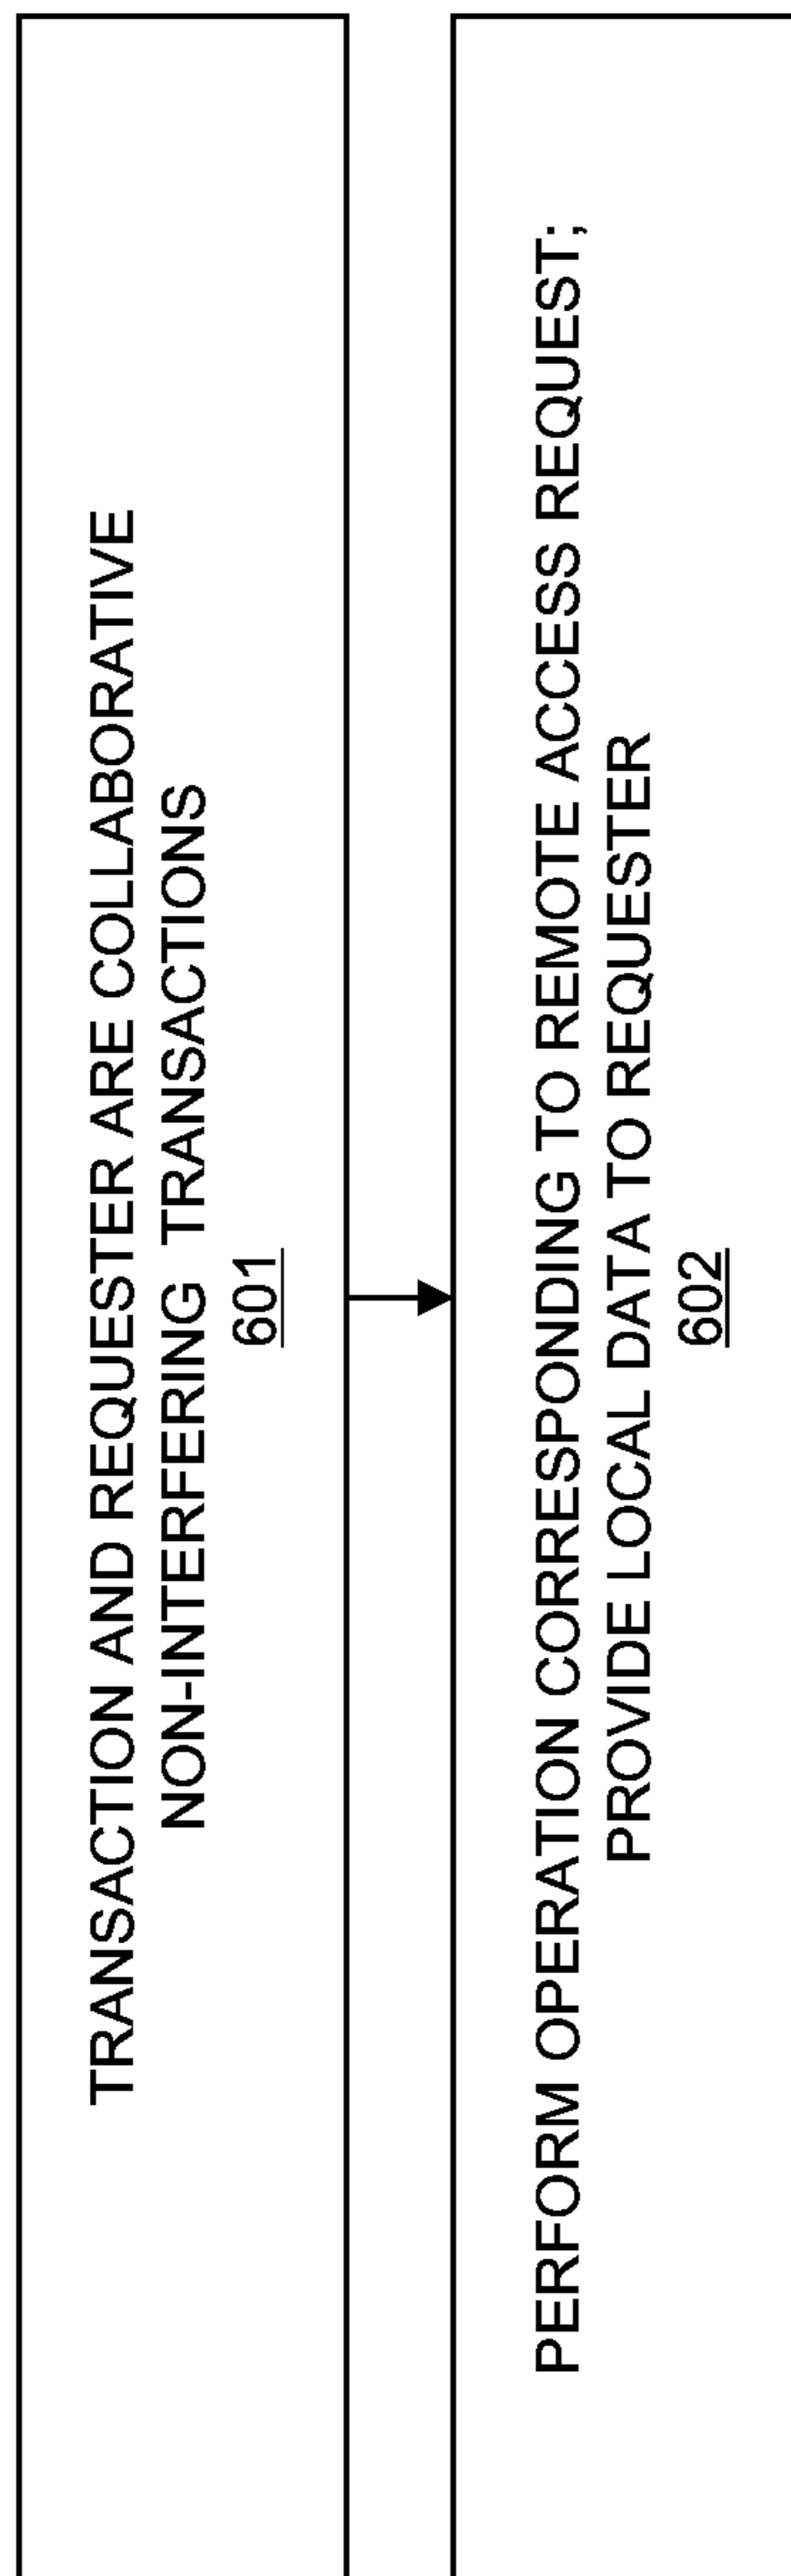 TRANSACTION AND REQUESTER ARE COLLABORATIVE
NON-INTERFERING TRANSACTIONS
601
PERFORM OPERATION CORRESPONDING TO REMOTE ACCESS REQUEST;
PROVIDE LOCAL DATA TO REQUESTER
602